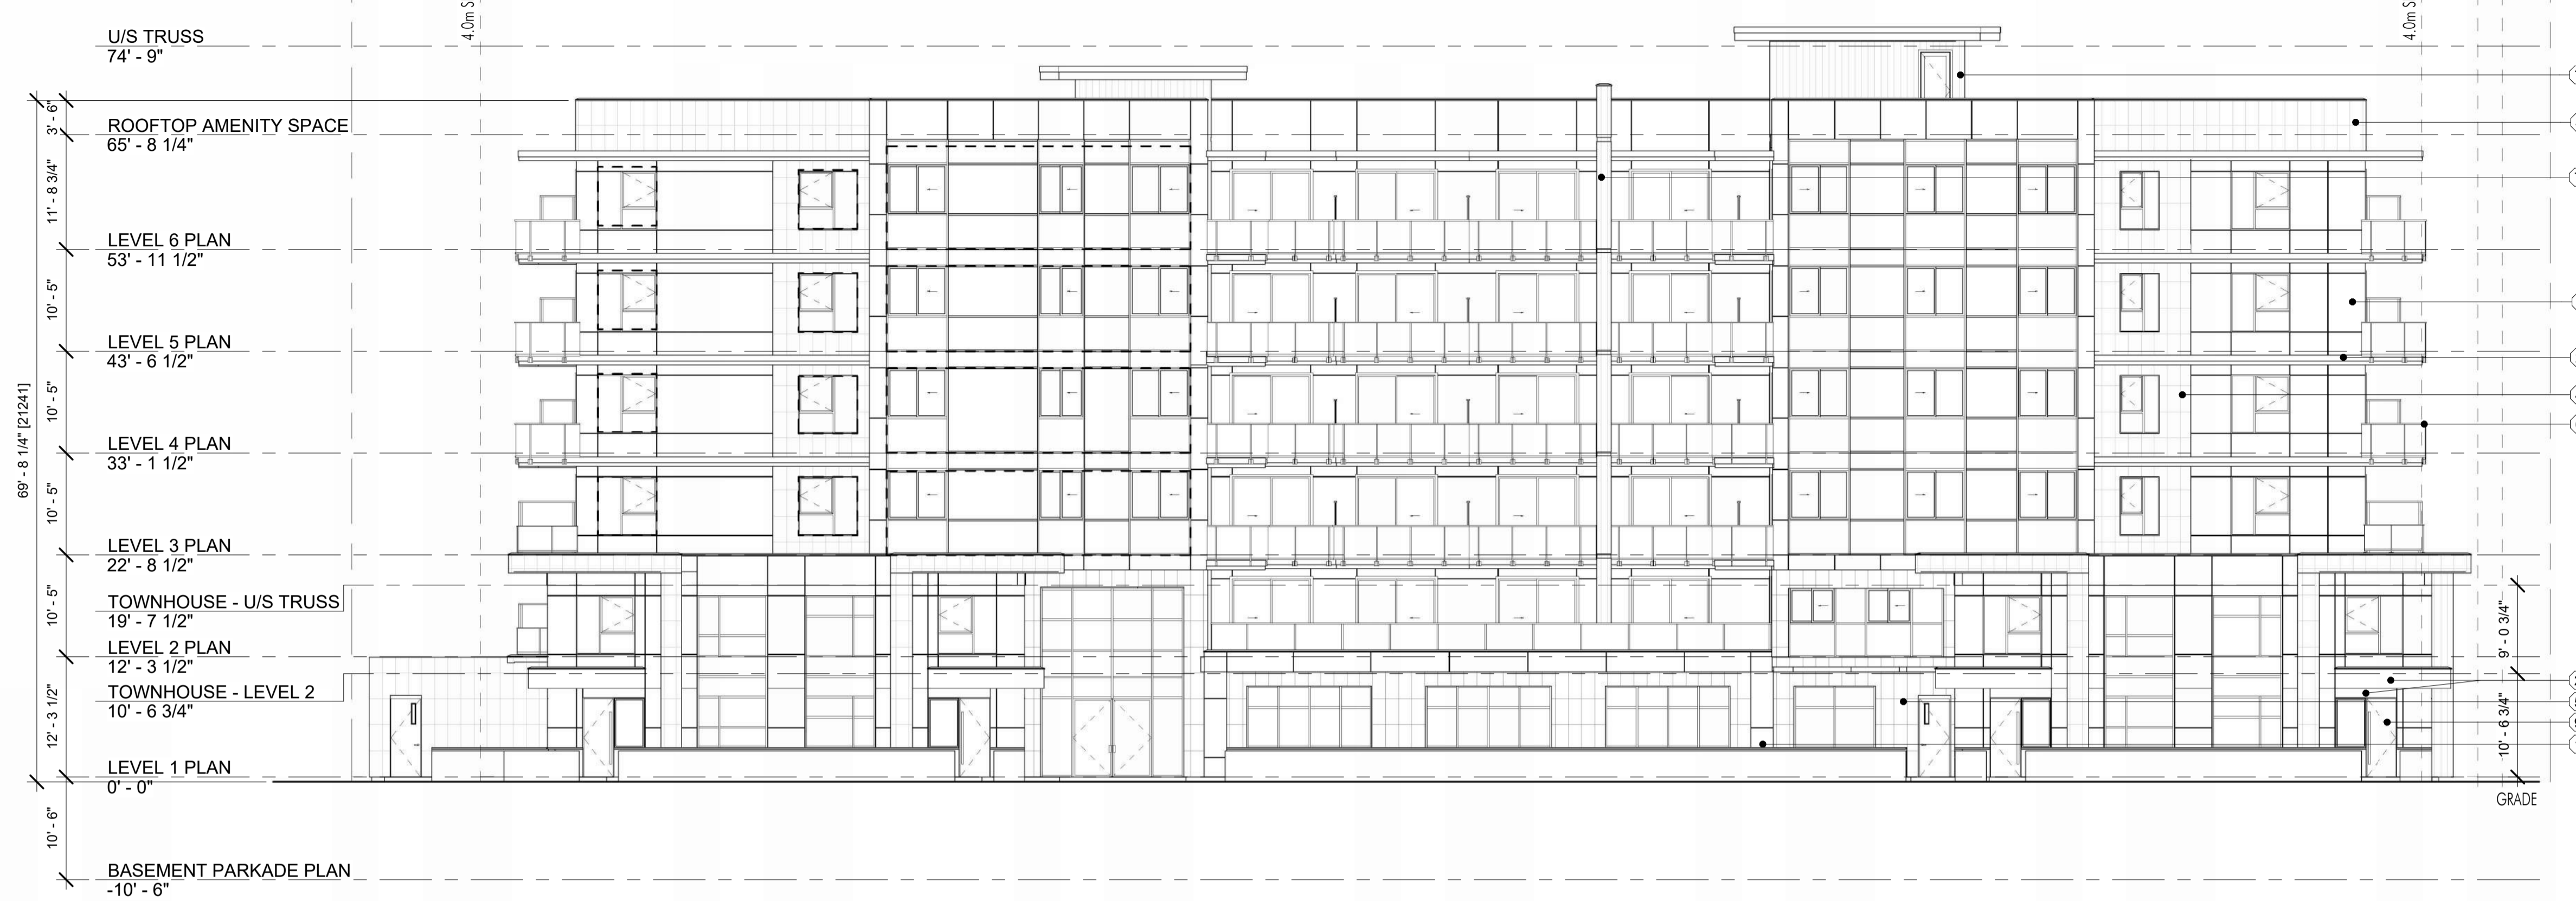 4.0m S
4.0m S
U/S TRUSS
74' - 9"
3' - 6"
ROOFTOP AMENITY SPACE
65' - 8 1/4"
11' - 8 3/4"
LEVEL 6 PLAN
53' - 11 1/2"
10' - 5"
LEVEL 5 PLAN
43' - 6 1/2"
69' - 8 1/4" [21241]
10' - 5"
LEVEL 4 PLAN
33' - 1 1/2"
10' - 5"
LEVEL 3 PLAN
22' - 8 1/2"
10' - 5"
TOWNHOUSE - U/S TRUSS
19' - 7 1/2"
9' - 0 3/4"
LEVEL 2 PLAN
12' - 3 1/2"
12' - 3 1/2"
TOWNHOUSE - LEVEL 2
10' - 6 3/4"
10' - 6 3/4"
LEVEL 1 PLAN
0' - 0"
GRADE
10' - 6"
BASEMENT PARKADE PLAN
-10' - 6"